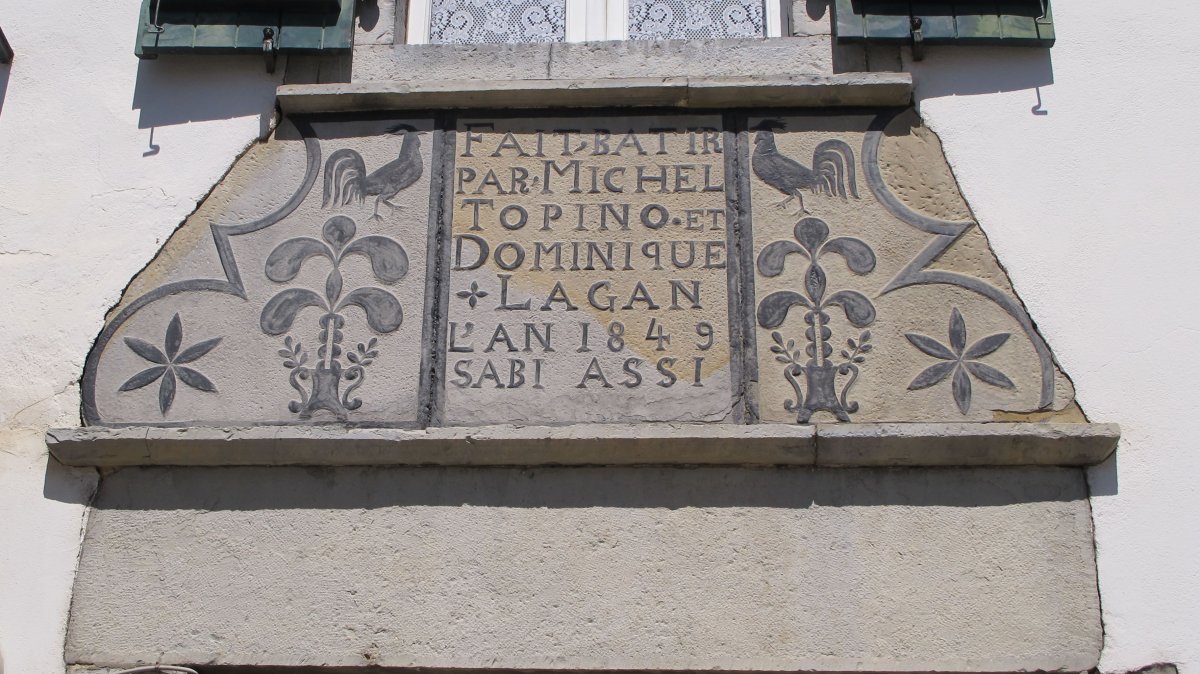 FAIT·BATIR
PAR·MICHEL
TOPINO·ET
DOMINIQUE
LAGAN
L'AN 1849
SABI ASSI